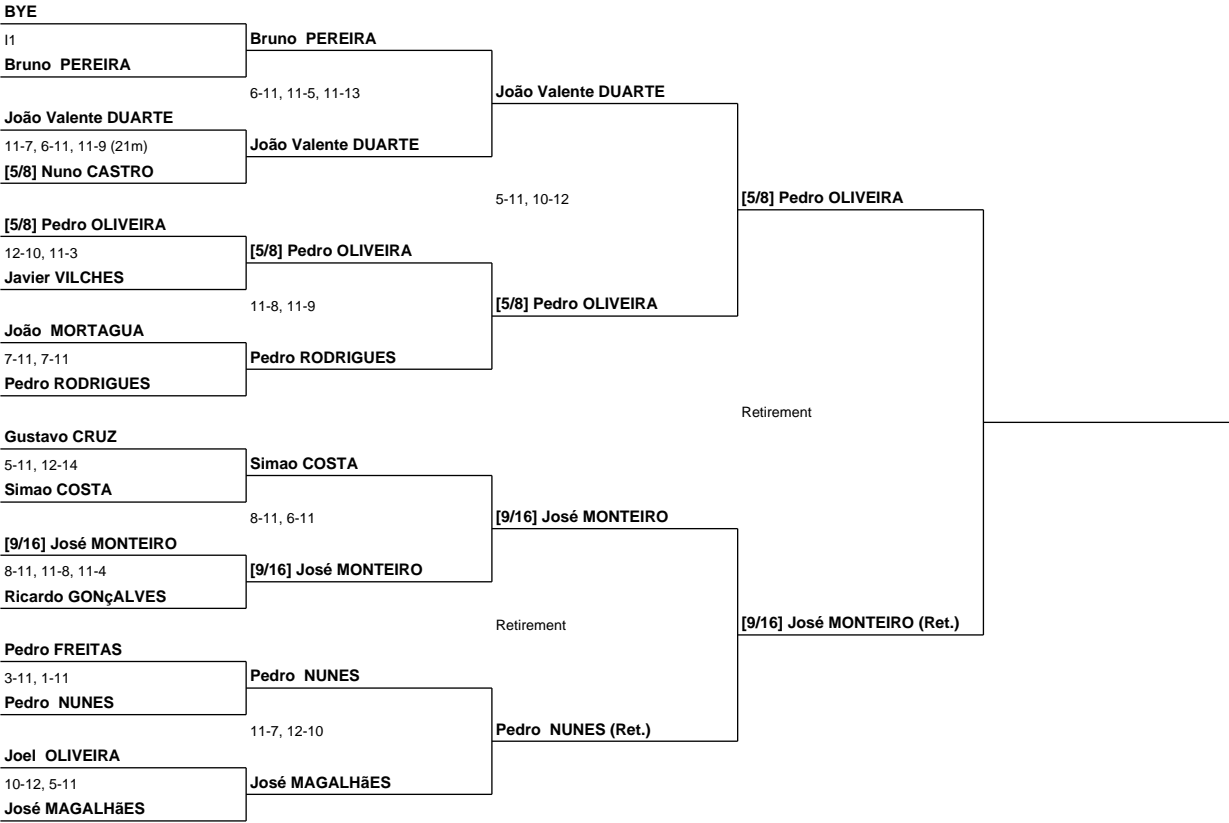 BYE
I1
Bruno PEREIRA
João Valente DUARTE
11-7, 6-11, 11-9 (21m)
[5/8] Nuno CASTRO
[5/8] Pedro OLIVEIRA
12-10, 11-3
Javier VILCHES
João MORTAGUA
7-11, 7-11
Pedro RODRIGUES
Gustavo CRUZ
5-11, 12-14
Simao COSTA
[9/16] José MONTEIRO
8-11, 11-8, 11-4
Ricardo GONçALVES
Pedro FREITAS
3-11, 1-11
Pedro NUNES
Joel OLIVEIRA
10-12, 5-11
José MAGALHãES
Bruno PEREIRA
6-11, 11-5, 11-13
João Valente DUARTE
[5/8] Pedro OLIVEIRA
11-8, 11-9
Pedro RODRIGUES
Simao COSTA
8-11, 6-11
[9/16] José MONTEIRO
Pedro NUNES
11-7, 12-10
José MAGALHãES
João Valente DUARTE
5-11, 10-12
[5/8] Pedro OLIVEIRA
[9/16] José MONTEIRO
Retirement
Pedro NUNES (Ret.)
[5/8] Pedro OLIVEIRA
Retirement
[9/16] José MONTEIRO (Ret.)